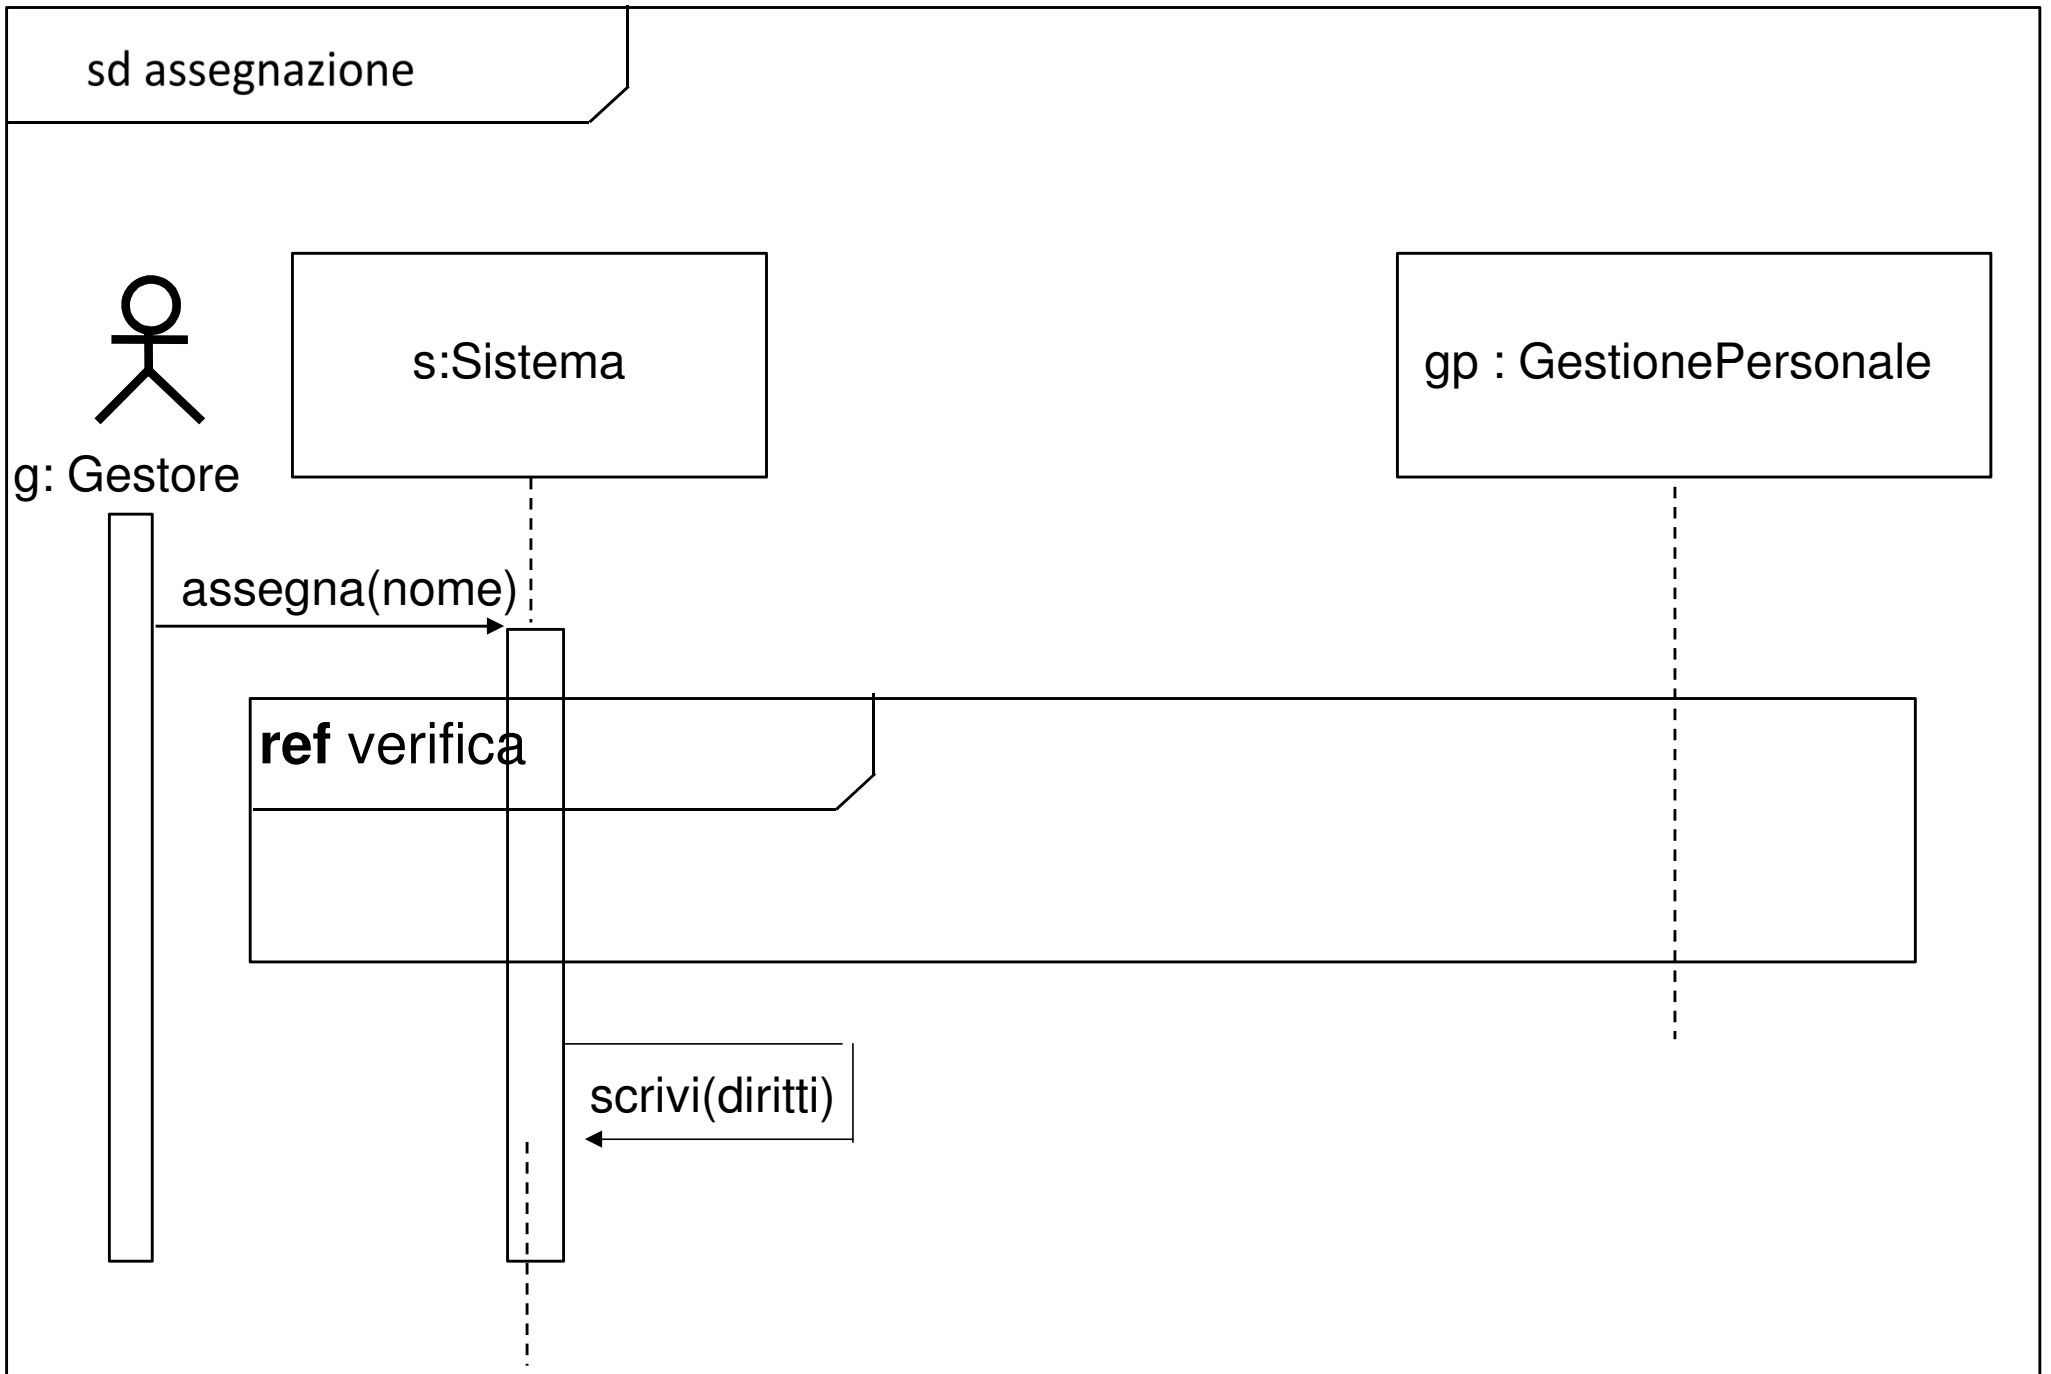 sd assegnazione
s:Sistema
gp : GestionePersonale
g: Gestore
assegna(nome)
ref verifica
scrivi(diritti)